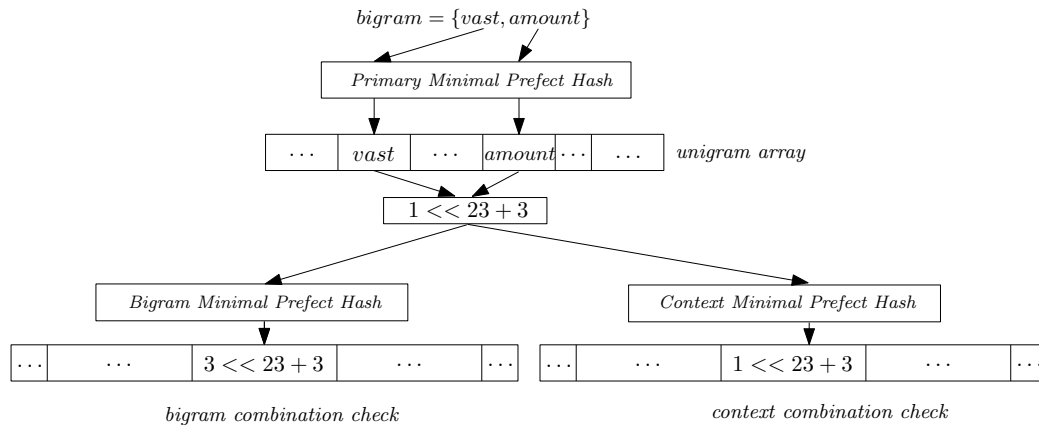 bigram = {vast, amount}
Primary Minimal Prefect Hash
... vast ... amount ... ... unigram array
1 << 23 + 3
Bigram Minimal Prefect Hash Context Minimal Prefect Hash
... ... 3 << 23 + 3 ... ... ... ... 1 << 23 + 3 ... ...
bigram combination check context combination check